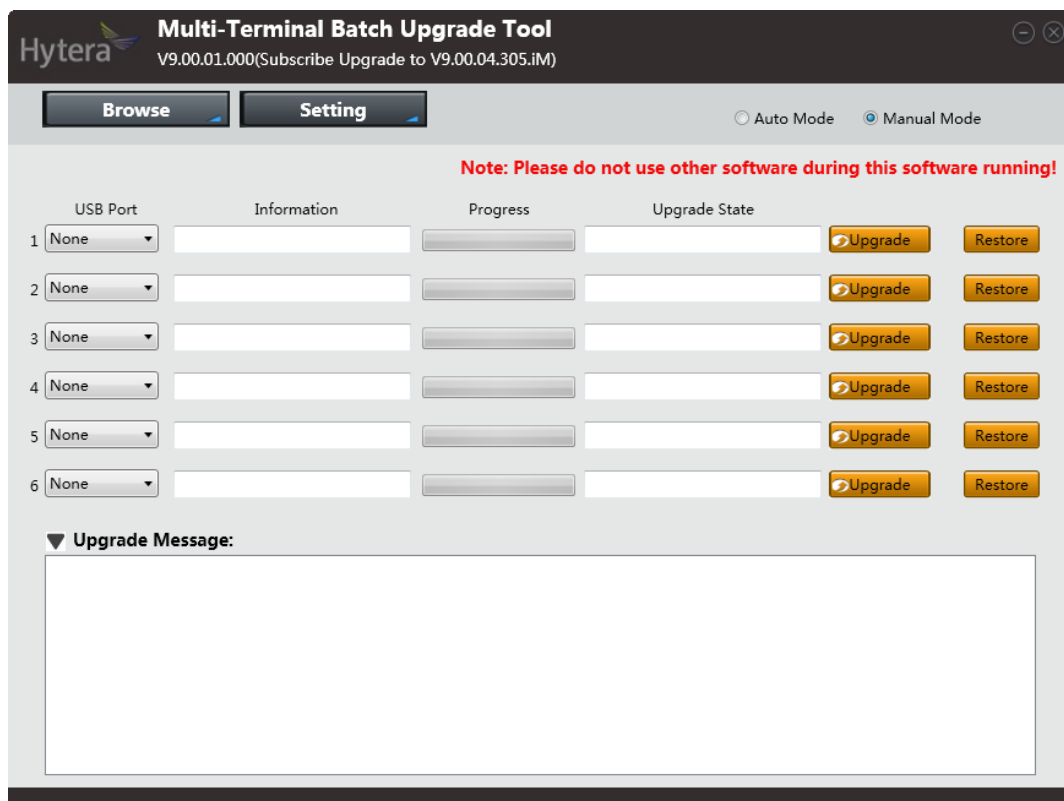 Hytera
Multi-Terminal Batch Upgrade Tool
V9.00.01.000(Subscribe Upgrade to V9.00.04.305.iM)
Browse Setting Auto Mode Manual Mode
Note: Please do not use other software during this software running!
USB Port Information Progress Upgrade State
1 None Upgrade Restore
2 None Upgrade Restore
3 None Upgrade Restore
4 None Upgrade Restore
5 None Upgrade Restore
6 None Upgrade Restore
Upgrade Message: